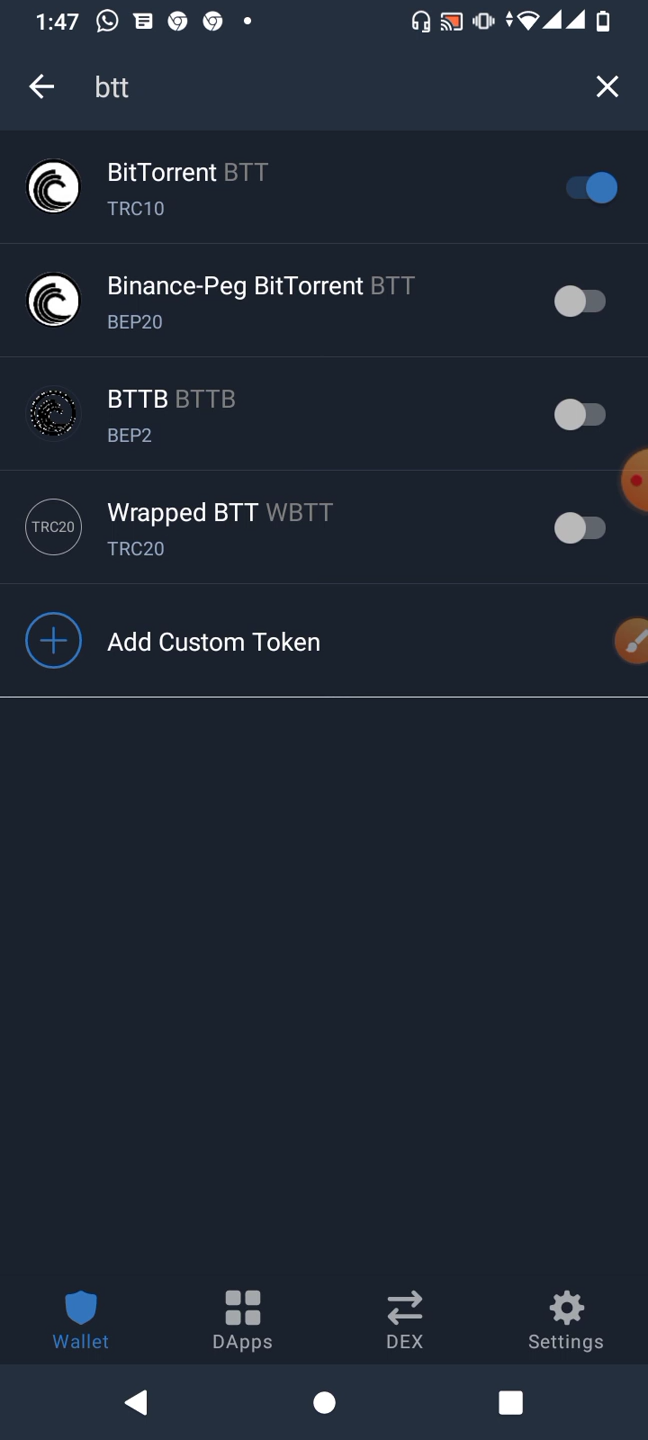 1:47
btt
BitTorrent BTT
TRC10
Binance-Peg BitTorrent BTT
BEP20
BTTB BTTB
BEP2
TRC20
Wrapped BTT WBTT
TRC20
Add Custom Token
Wallet
DApps
DEX
Settings